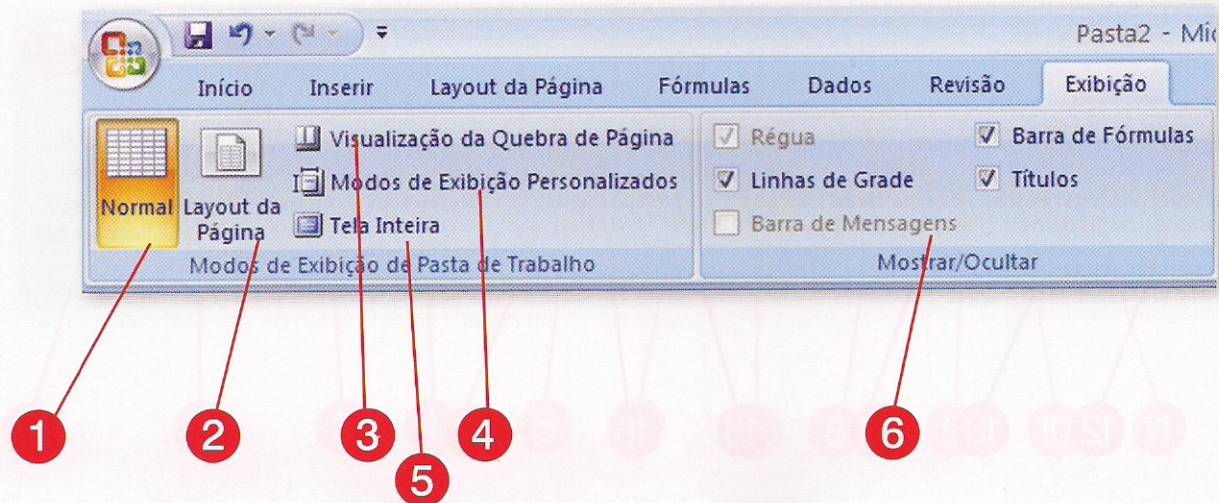 Pasta2 - Mic
Início Inserir Layout da Página Fórmulas Dados Revisão Exibição
Normal
Layout da Página
Visualização da Quebra de Página
Modos de Exibição Personalizados
Tela Inteira
Modos de Exibição de Pasta de Trabalho
Régua
Linhas de Grade
Barra de Mensagens
Barra de Fórmulas
Títulos
Mostrar/Ocultar
1
2
3
4
5
6